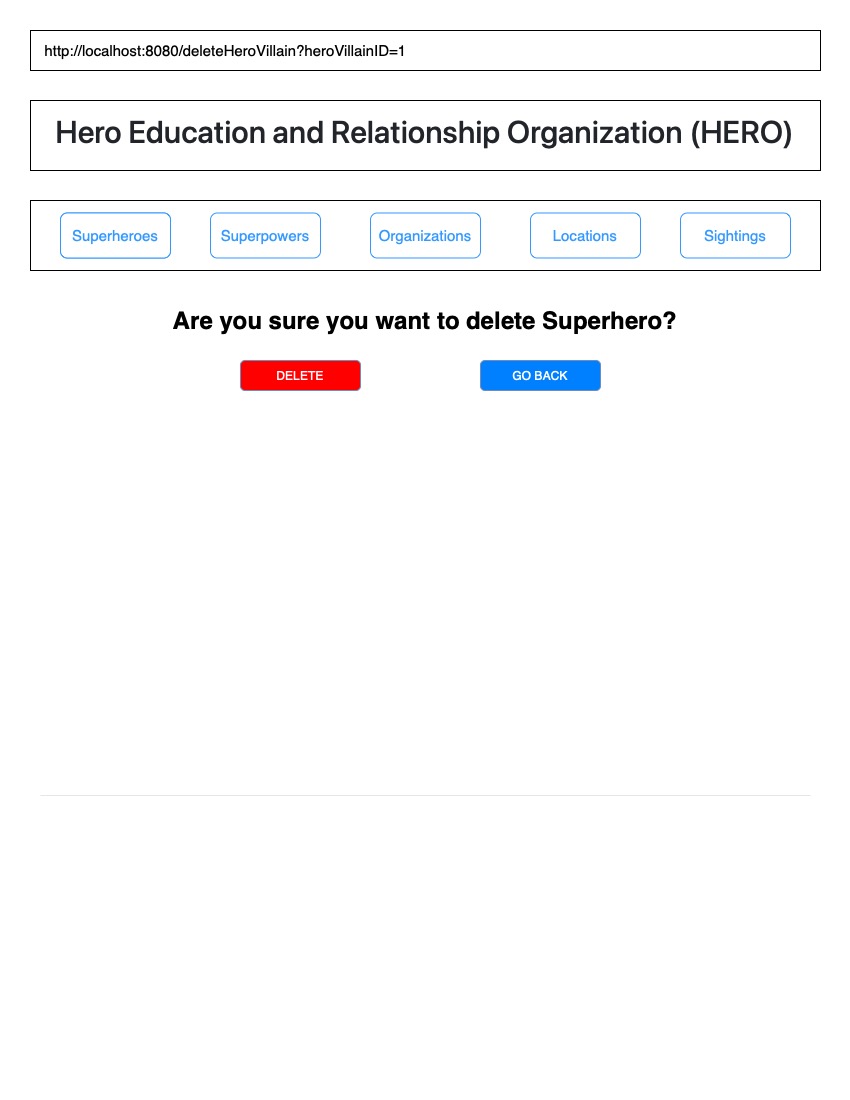 http://localhost:8080/deleteHeroVillain?heroVillainID=1
Hero Education and Relationship Organization (HERO)
Superheroes Superpowers Organizations Locations Sightings
Are you sure you want to delete Superhero?
DELETE GO BACK